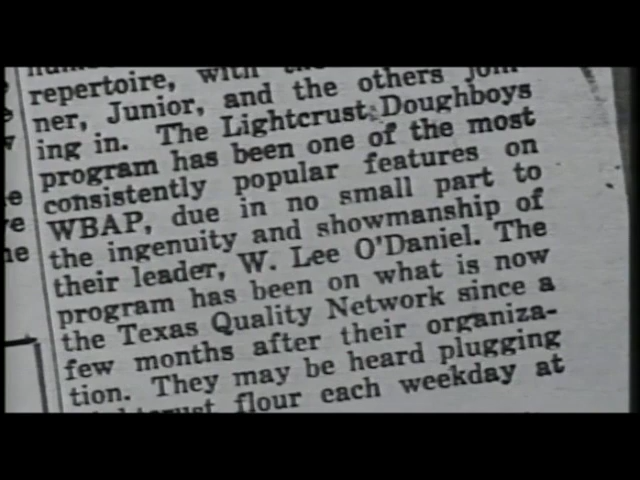 repertoire, with the
ner, Junior, and the others join-
ing in. The Lightcrust Doughboys
program has been one of the most
consistently popular features on
WBAP, due in no small part to
the ingenuity and showmanship of
their leader, W. Lee O'Daniel. The
program has been on what is now
the Texas Quality Network since a
few months after their organiza-
tion. They may be heard plugging
Lightcrust flour each weekday at